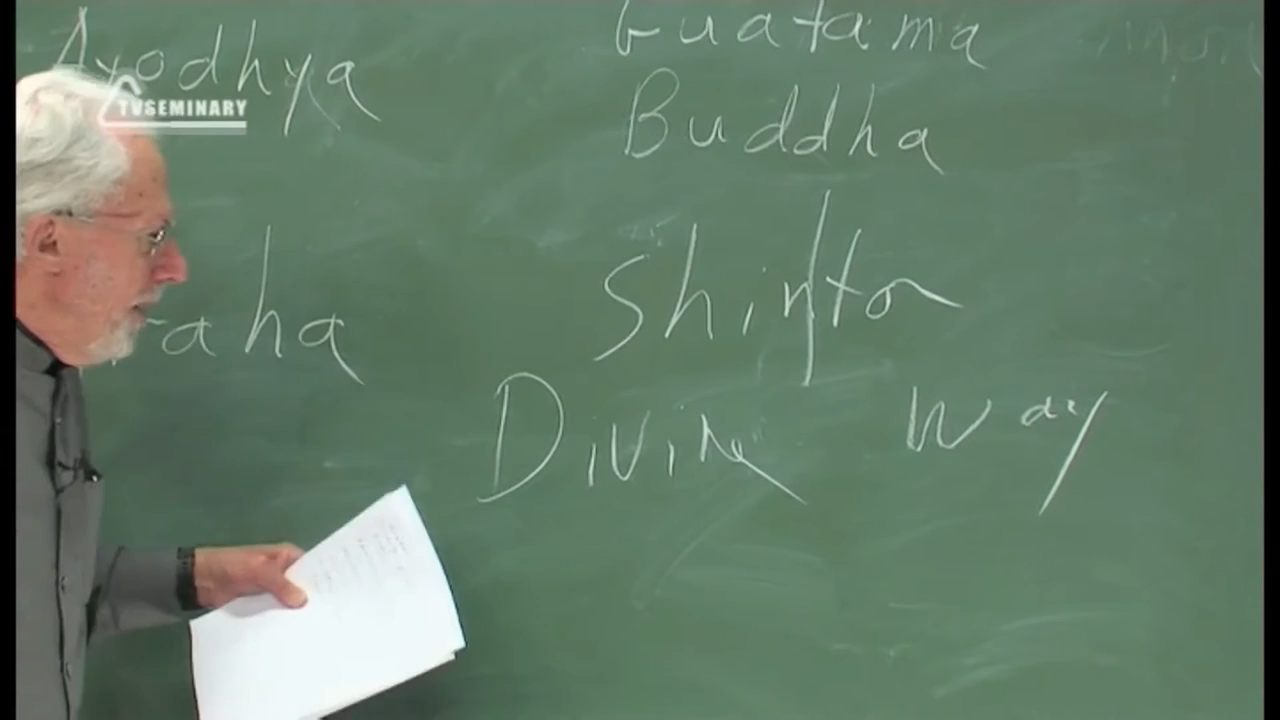 Ayodhya
TVSEMINARY
Guatama
Buddha
Shinto
Divine Way